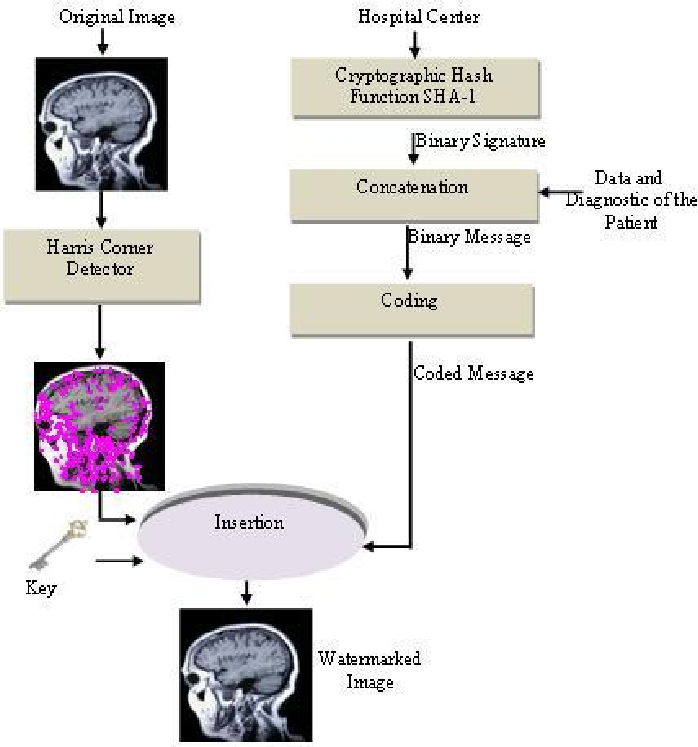 Original Image
Hospital Center
Cryptographic Hash
Function SHA-1
Binary Signature
Concatenation
Data and
Diagnostic of the
Patient
Harris Corner
Detector
Binary Message
Coding
Coded Message
Insertion
Key
Watermarked
Image